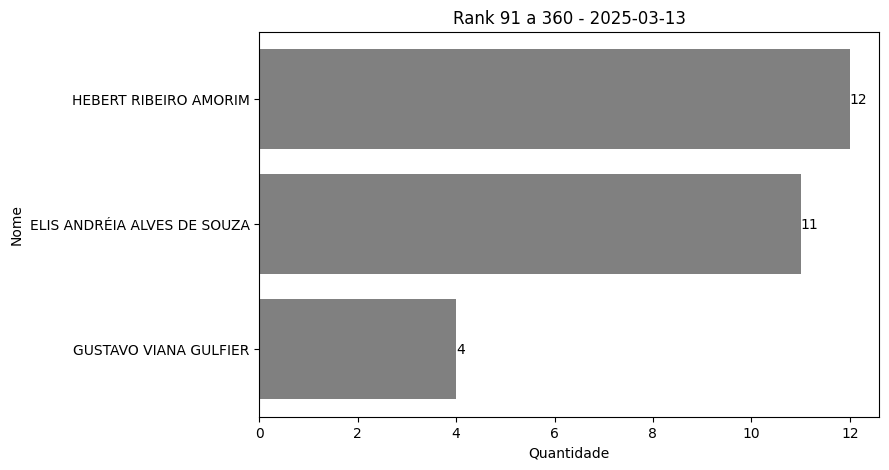 Rank 91 a 360 - 2025-03-13
HEBERT RIBEIRO AMORIM
12
ELIS ANDRÉIA ALVES DE SOUZA
11
GUSTAVO VIANA GULFIER
4
Nome
0 2 4 6 8 10 12
Quantidade